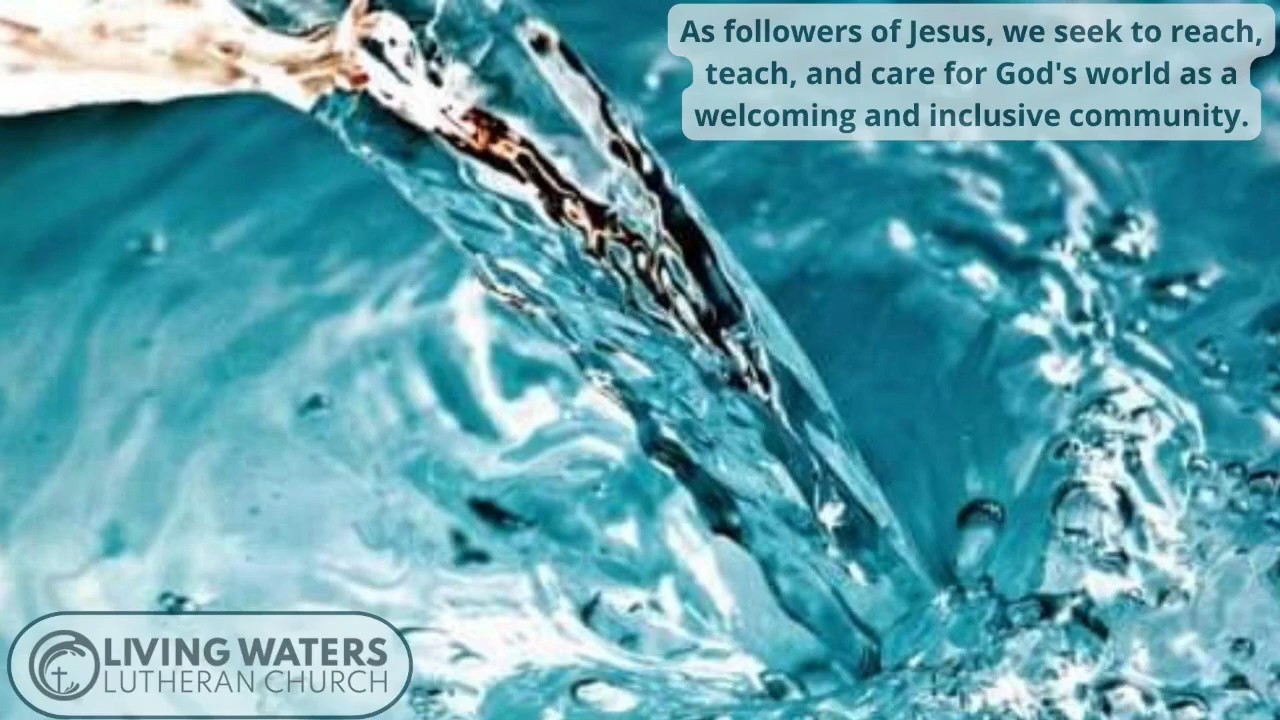 As followers of Jesus, we seek to reach,
teach, and care for God's world as a
welcoming and inclusive community.
LIVING WATERS
LUTHERAN CHURCH